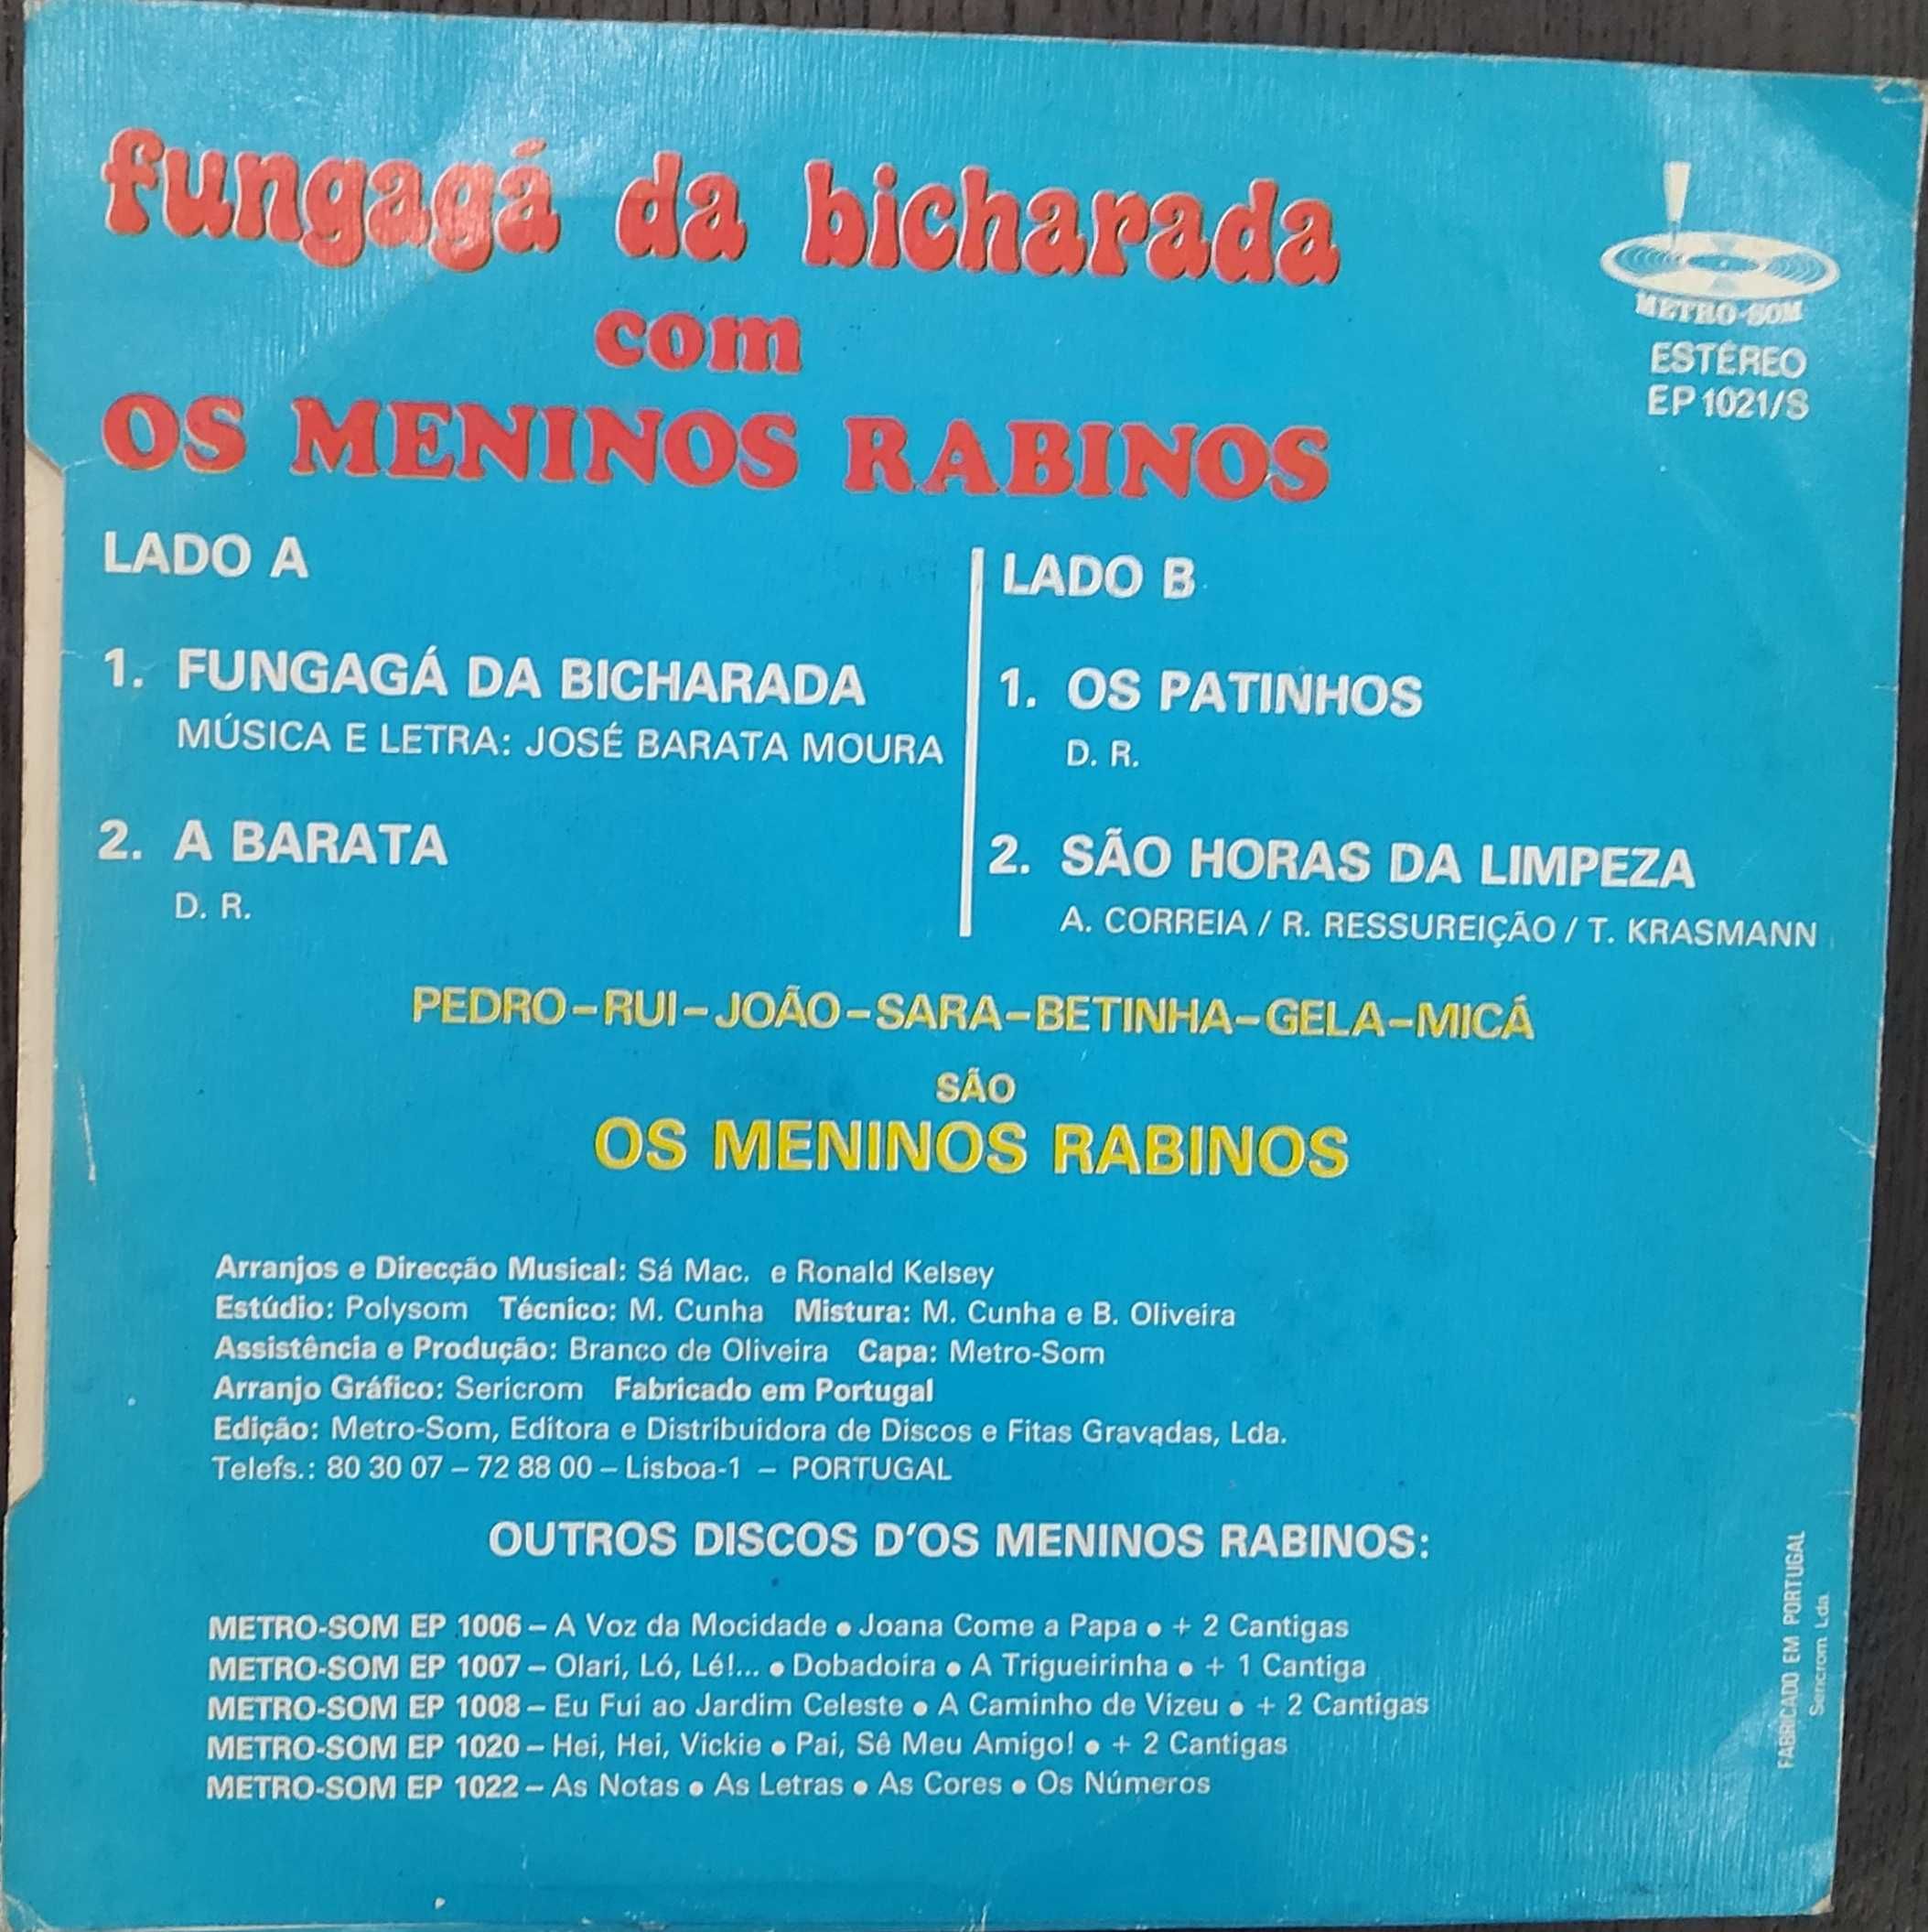 fungagá da bicharada
com
OS MENINOS RABINOS
METRO-SOM
ESTÉREO
EP 1021/S
LADO A
1. FUNGAGÁ DA BICHARADA
MÚSICA E LETRA: JOSÉ BARATA MOURA
2. A BARATA
D. R.
LADO B
1. OS PATINHOS
D. R.
2. SÃO HORAS DA LIMPEZA
A. CORREIA / R. RESSUREIÇÃO / T. KRASMANN
PEDRO–RUI–JOÃO–SARA–BETINHA–GELA–MICÁ
SÃO
OS MENINOS RABINOS
Arranjos e Direcção Musical: Sá Mac. e Ronald Kelsey
Estúdio: Polysom Técnico: M. Cunha Mistura: M. Cunha e B. Oliveira
Assistência e Produção: Branco de Oliveira Capa: Metro-Som
Arranjo Gráfico: Sericrom Fabricado em Portugal
Edição: Metro-Som, Editora e Distribuidora de Discos e Fitas Gravadas, Lda.
Telefs.: 80 30 07 – 72 88 00 – Lisboa-1 – PORTUGAL
OUTROS DISCOS D'OS MENINOS RABINOS:
METRO-SOM EP 1006 – A Voz da Mocidade ● Joana Come a Papa ● + 2 Cantigas
METRO-SOM EP 1007 – Olari, Ló, Lé!... ● Dobadoira ● A Trigueirinha ● + 1 Cantiga
METRO-SOM EP 1008 – Eu Fui ao Jardim Celeste ● A Caminho de Vizeu ● + 2 Cantigas
METRO-SOM EP 1020 – Hei, Hei, Vickie ● Pai, Sê Meu Amigo! ● + 2 Cantigas
METRO-SOM EP 1022 – As Notas ● As Letras ● As Cores ● Os Números
FABRICADO EM PORTUGAL
Sericrom Lda